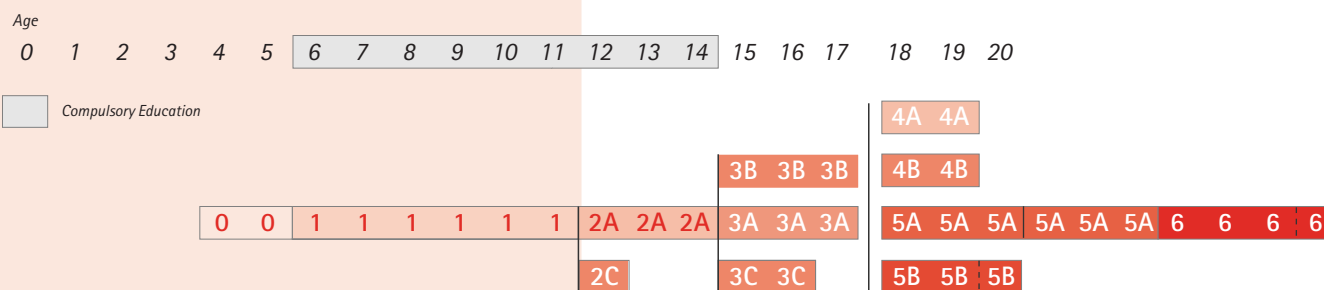 Age
0 1 2 3 4 5 6 7 8 9 10 11 12 13 14 15 16 17 18 19 20
Compulsory Education
4A 4A
3B 3B 3B 4B 4B
0 0 1 1 1 1 1 1 2A 2A 2A 3A 3A 3A 5A 5A 5A 5A 5A 5A 6 6 6 6
2C 3C 3C 5B 5B 5B